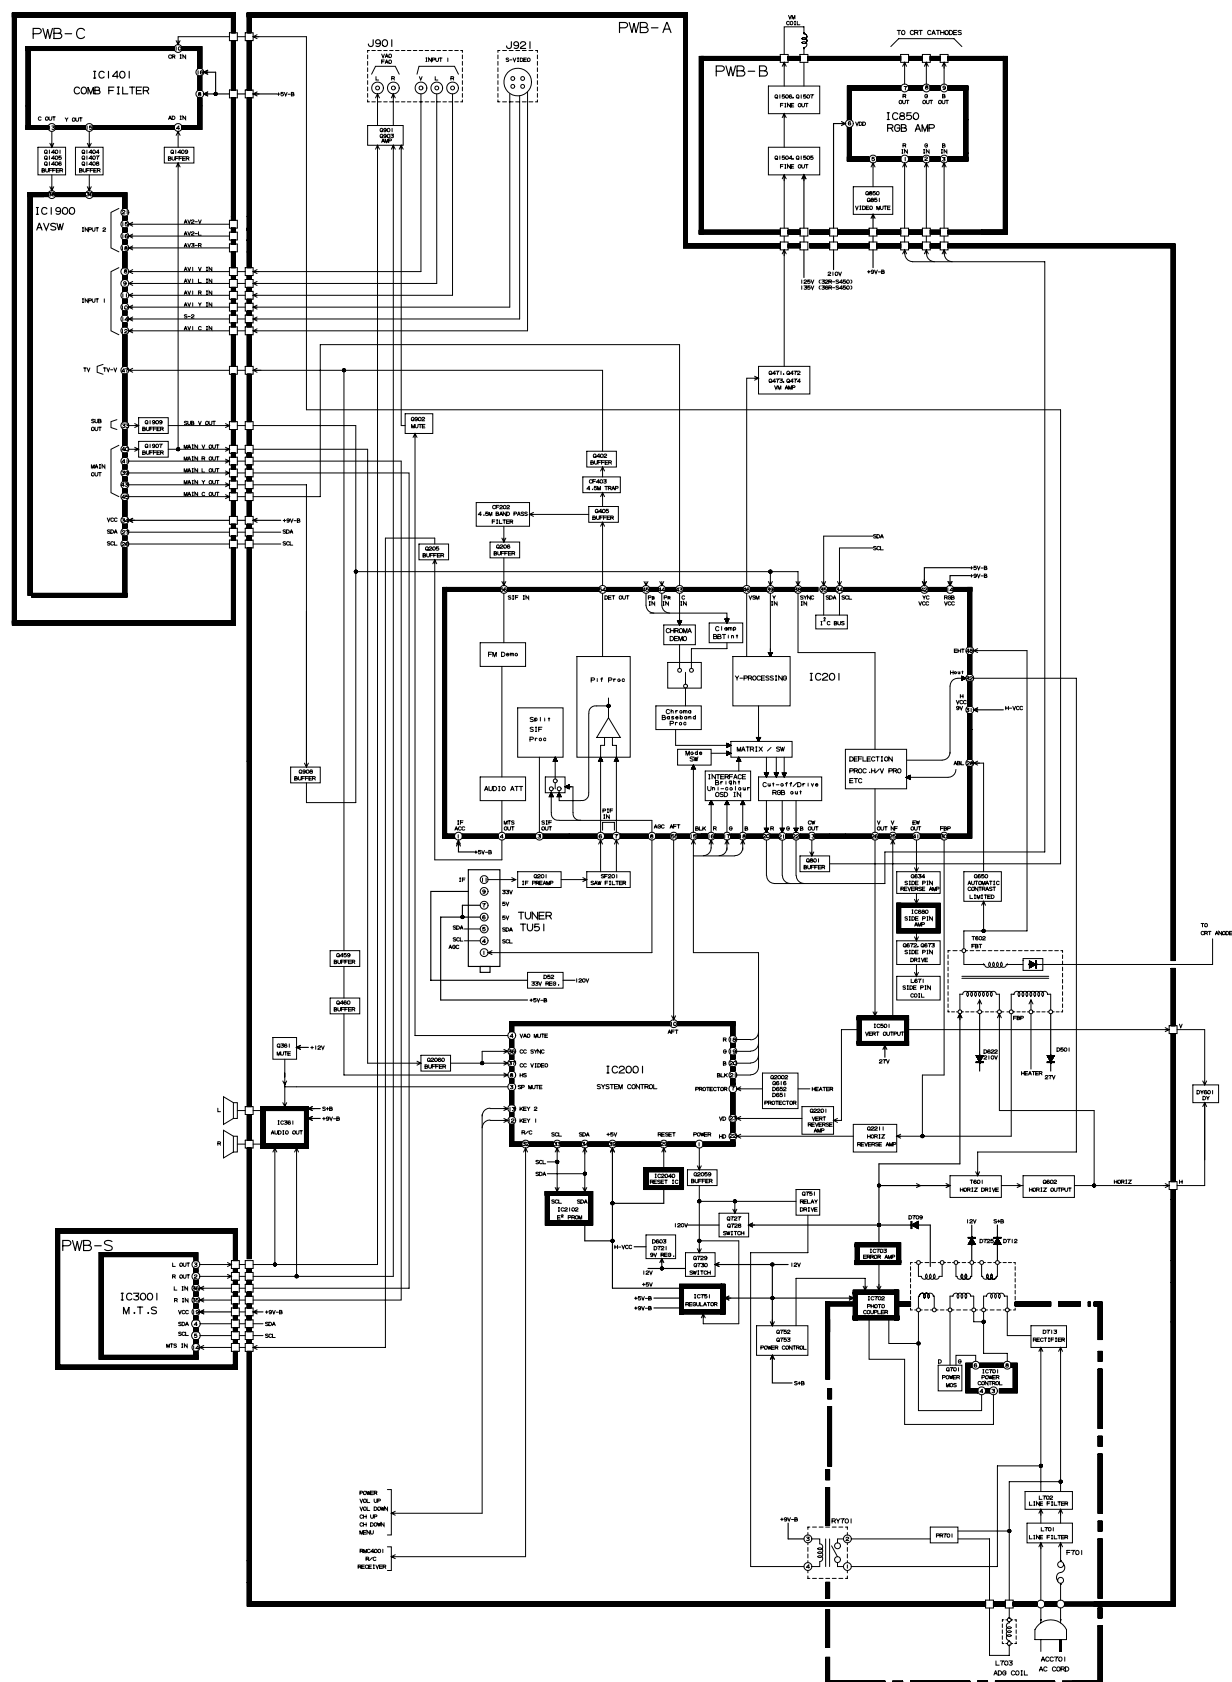 PWB-C
IC1401
COMB FILTER
CR IN
C OUT
Y OUT
AD IN
+5V-B
Q1401
Q1405
Q1406
BUFFER
Q1404
Q1407
Q1408
BUFFER
Q1409
BUFFER
IC1900
AVSW
INPUT 2
AV2-V
AV2-L
AV3-R
INPUT 1
AV1 V IN
AV1 L IN
AV1 R IN
AV1 Y IN
S-2
AV1 C IN
TV
TV-V
SUB
OUT
Q1909
BUFFER
SUB V OUT
Q1907
BUFFER
MAIN V OUT
MAIN R OUT
MAIN
OUT
MAIN L OUT
MAIN Y OUT
MAIN C OUT
VCC
+9V-B
SDA
SDA
SCL
SCL
PWB-A
J901
VAO
FAO
L R
INPUT 1
V L R
J921
S-VIDEO
Q901
Q903
AMP
VM
COIL
TO CRT CATHODES
PWB-B
Q1506, Q1507
FINE OUT
Q1504, Q1505
FINE OUT
R
OUT
G
OUT
B
OUT
IC850
RGB AMP
VDD
R
IN
G
IN
B
IN
Q850
Q851
VIDEO MUTE
210V
125V (32R-S450)
135V (36R-S450)
+9V-B
Q471, Q472
Q473, Q474
VM AMP
Q902
MUTE
Q402
BUFFER
CF403
4.5M TRAP
Q405
BUFFER
CF202
4.5M BAND PASS
FILTER
Q205
BUFFER
Q206
BUFFER
SDA
SCL
+5V-B
+9V-B
SIF IN
DET OUT
C
IN
VSM
Y
IN
SYNC
IN
SDA
SCL
YC
VCC
RGB
VCC
I²C BUS
FM Demo
Pif Proc
CHROMA
DEMO
Clamp
BBTint
Y-PROCESSING
IC201
EHT
Hout
H
VCC
9V
H-VCC
ABL
Split
SIF
Proc
Chroma
Baseband
Proc
Mode
SW
MATRIX / SW
INTERFACE
Bright
Uni-colour
OSD IN
Cut-off/Drive
RGB out
DEFLECTION
PROC.H/V PRO
ETC
AUDIO ATT
PIF
IN
IF
ACC
MTS
OUT
SIF
OUT
AGC
AFT
BLK
R
G
B
R
G
B
CW
OUT
V
OUT
V
NF
EW
OUT
FBP
+5V-B
Q908
BUFFER
Q801
BUFFER
Q201
IF PREAMP
SF201
SAW FILTER
TUNER
TU51
IF
33V
5V
5V
SDA
SDA
SCL
SCL
AGC
D52
33V REG.
120V
+5V-B
Q634
SIDE PIN
REVERSE AMP
IC680
SIDE PIN
AMP
Q672, Q673
SIDE PIN
DRIVE
L671
SIDE PIN
COIL
Q650
AUTOMATIC
CONTRAST
LIMITED
T602
FBT
FBP
TO
CRT ANODE
Q459
BUFFER
Q460
BUFFER
Q361
MUTE
+12V
IC361
AUDIO OUT
S+B
+9V-B
L
R
AFT
VAO MUTE
CC SYNC
CC VIDEO
HS
SP MUTE
KEY 2
KEY 1
IC2001
SYSTEM CONTROL
R
G
B
BLK
PROTECTOR
VD
HD
Q2060
BUFFER
Q2002
Q616
D652
D651
PROTECTOR
HEATER
IC501
VERT OUTPUT
27V
D622
210V
HEATER
D501
27V
Q2201
VERT
REVERSE
AMP
Q2211
HORIZ
REVERSE AMP
V
DY601
DY
R/C
SCL
SDA
+5V
RESET
POWER
SCL
SDA
IC2040
RESET IC
Q2059
BUFFER
SCL SDA
IC2102
E² PROM
Q751
RELAY
DRIVE
120V
Q727
Q728
SWITCH
H-VCC
D603
D721
9V REG.
12V
Q729
Q730
SWITCH
12V
T601
HORIZ DRIVE
Q602
HORIZ OUTPUT
HORIZ
H
D709
12V
S+B
D725
D712
IC703
ERROR AMP
+5V
+5V-B
+9V-B
IC751
REGULATOR
IC702
PHOTO
COUPLER
Q752
Q753
POWER CONTROL
S+B
D713
RECTIFIER
D G
Q701
POWER
MOS
IC701
POWER
CONTROL
PWB-S
IC3001
M.T.S
L OUT
R OUT
L IN
R IN
VCC
+9V-B
SDA
SDA
SCL
SCL
MTS IN
POWER
VOL UP
VOL DOWN
CH UP
CH DOWN
MENU
RMC4001
R/C
RECEIVER
+9V-B
RY701
PR701
L702
LINE FILTER
L701
LINE FILTER
F701
L703
ADG COIL
ACC701
AC CORD